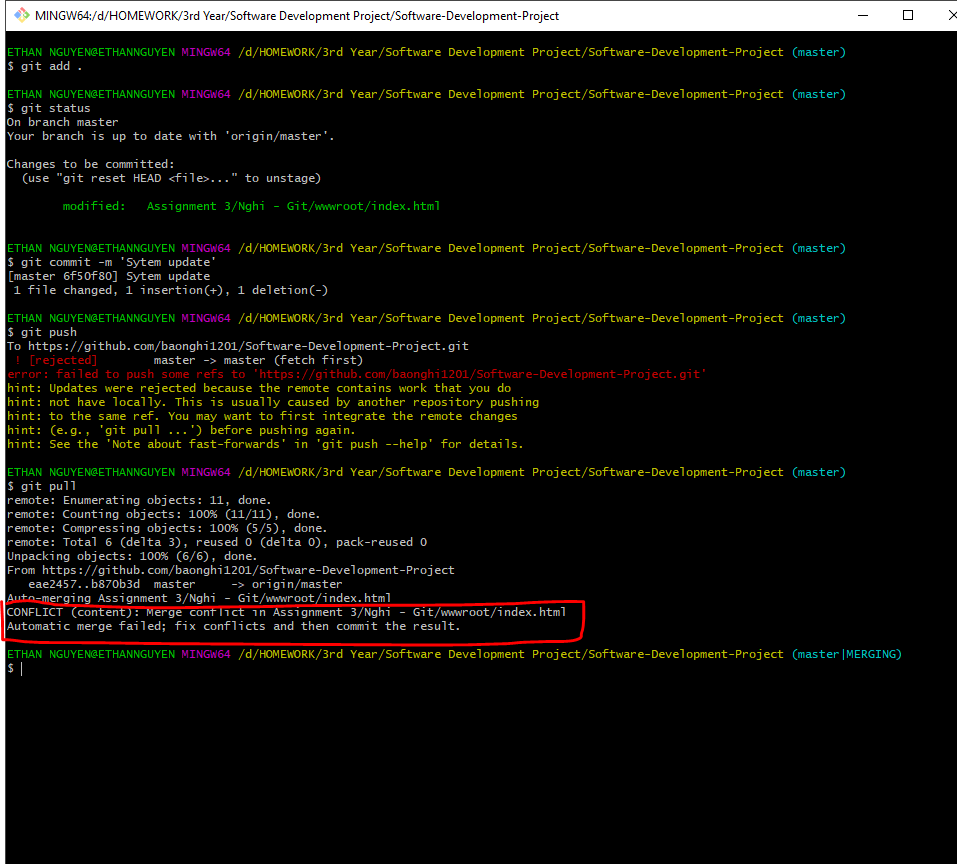 MINGW64:/d/HOMEWORK/3rd Year/Software Development Project/Software-Development-Project
ETHAN NGUYEN@ETHANNGUYEN MINGW64 /d/HOMEWORK/3rd Year/Software Development Project/Software-Development-Project (master)
$ git add .
ETHAN NGUYEN@ETHANNGUYEN MINGW64 /d/HOMEWORK/3rd Year/Software Development Project/Software-Development-Project (master)
$ git status
On branch master
Your branch is up to date with 'origin/master'.
Changes to be committed:
  (use "git reset HEAD <file>..." to unstage)
        modified:   Assignment 3/Nghi - Git/wwwroot/index.html
ETHAN NGUYEN@ETHANNGUYEN MINGW64 /d/HOMEWORK/3rd Year/Software Development Project/Software-Development-Project (master)
$ git commit -m 'Sytem update'
[master 6f50f80] Sytem update
 1 file changed, 1 insertion(+), 1 deletion(-)
ETHAN NGUYEN@ETHANNGUYEN MINGW64 /d/HOMEWORK/3rd Year/Software Development Project/Software-Development-Project (master)
$ git push
To https://github.com/baonghi1201/Software-Development-Project.git
 ! [rejected]        master -> master (fetch first)
error: failed to push some refs to 'https://github.com/baonghi1201/Software-Development-Project.git'
hint: Updates were rejected because the remote contains work that you do
hint: not have locally. This is usually caused by another repository pushing
hint: to the same ref. You may want to first integrate the remote changes
hint: (e.g., 'git pull ...') before pushing again.
hint: See the 'Note about fast-forwards' in 'git push --help' for details.
ETHAN NGUYEN@ETHANNGUYEN MINGW64 /d/HOMEWORK/3rd Year/Software Development Project/Software-Development-Project (master)
$ git pull
remote: Enumerating objects: 11, done.
remote: Counting objects: 100% (11/11), done.
remote: Compressing objects: 100% (5/5), done.
remote: Total 6 (delta 3), reused 0 (delta 0), pack-reused 0
Unpacking objects: 100% (6/6), done.
From https://github.com/baonghi1201/Software-Development-Project
   eae2457..b870b3d  master     -> origin/master
Auto-merging Assignment 3/Nghi - Git/wwwroot/index.html
CONFLICT (content): Merge conflict in Assignment 3/Nghi - Git/wwwroot/index.html
Automatic merge failed; fix conflicts and then commit the result.
ETHAN NGUYEN@ETHANNGUYEN MINGW64 /d/HOMEWORK/3rd Year/Software Development Project/Software-Development-Project (master|MERGING)
$